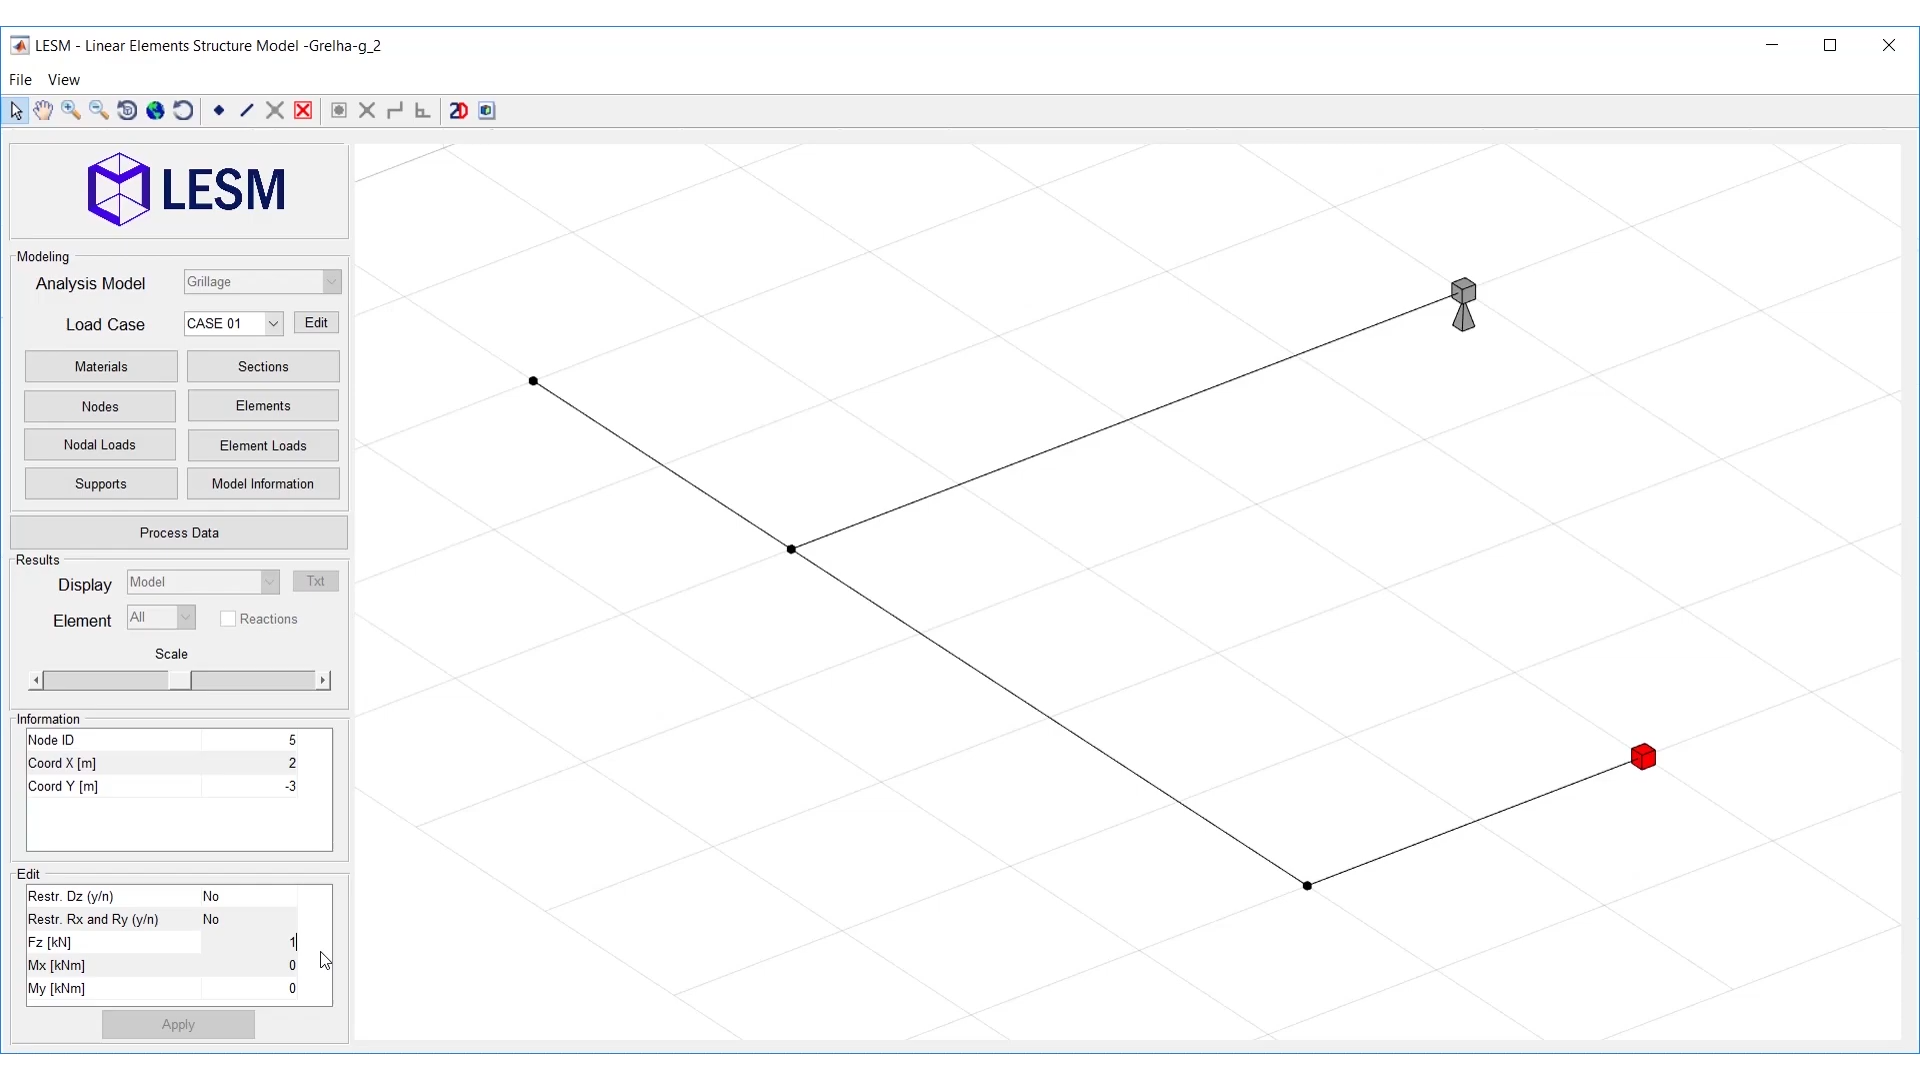 LESM - Linear Elements Structure Model -Grelha-g_2
File View
2D
LESM
Modeling
Analysis Model Grillage
Load Case CASE 01 Edit
Materials Sections
Nodes Elements
Nodal Loads Element Loads
Supports Model Information
Process Data
Results
Display Model Txt
Element All Reactions
Scale
Information
Node ID 5
Coord X [m] 2
Coord Y [m] -3
Edit
Restr. Dz (y/n) No
Restr. Rx and Ry (y/n) No
Fz [kN] 1
Mx [kNm] 0
My [kNm] 0
Apply